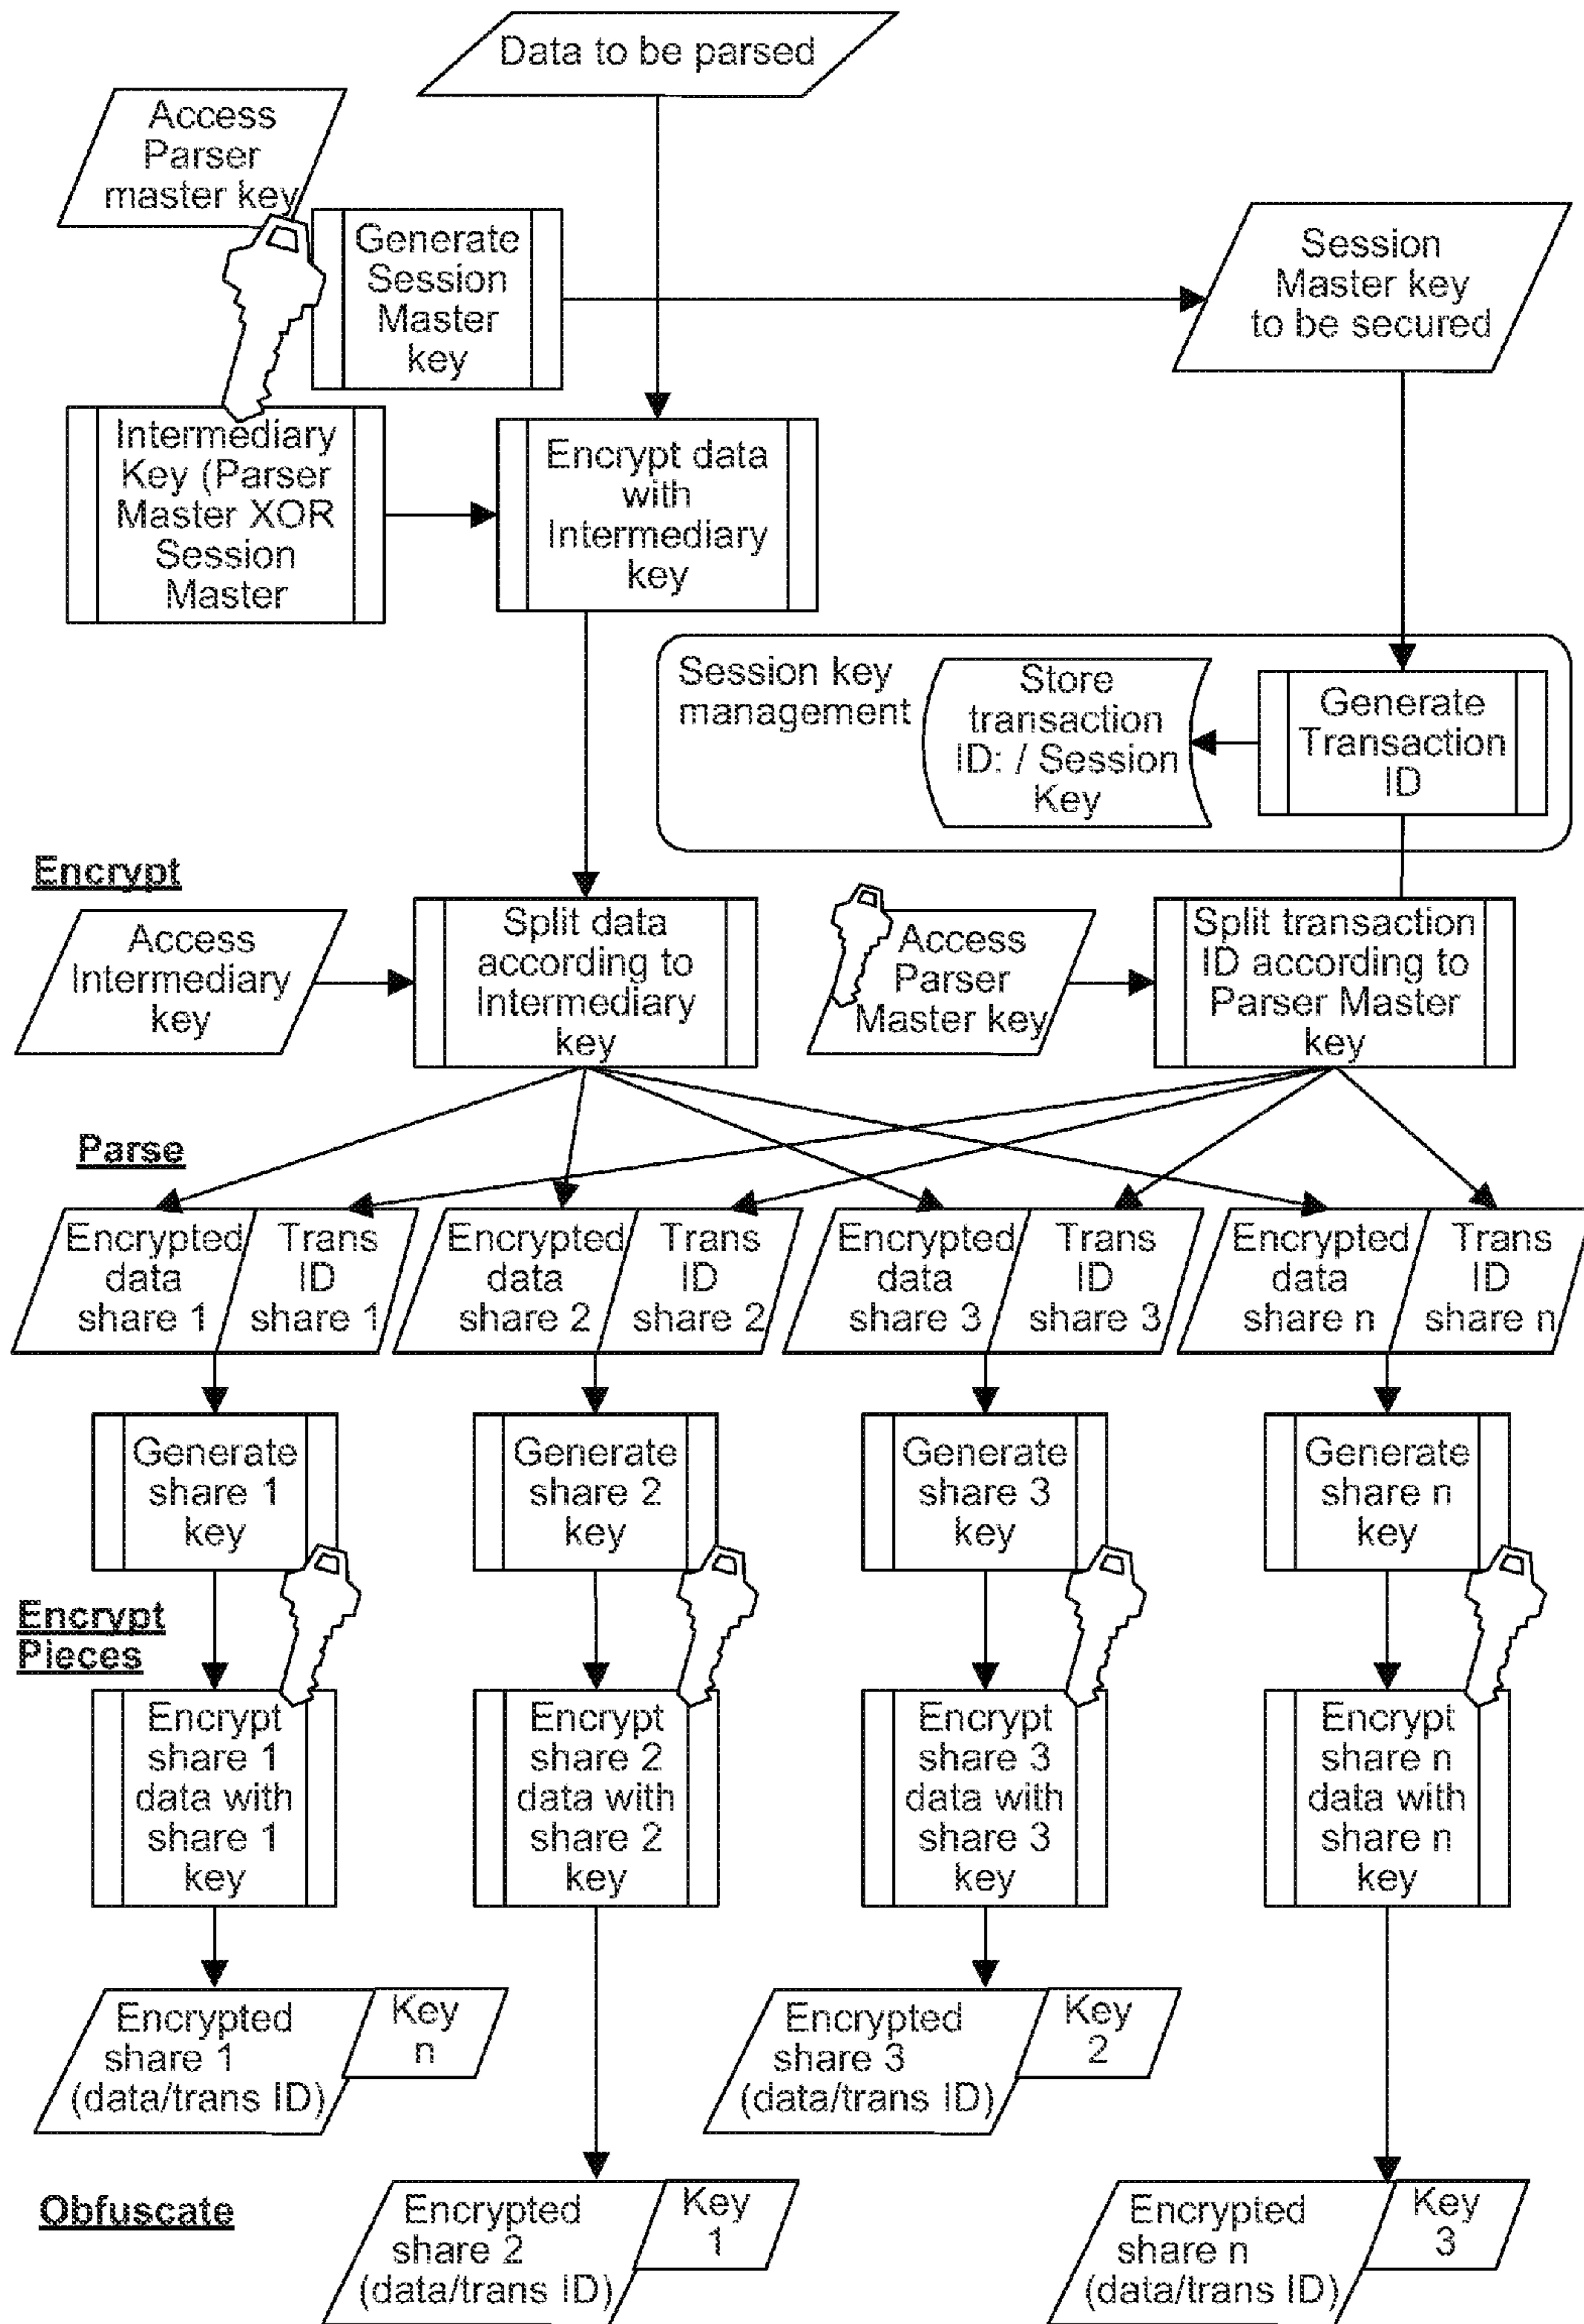 Data to be parsed
Access
Parser
master key
Generate
Session
Master
key
Session
Master key
to be secured
Intermediary
Key (Parser
Master XOR
Session
Master
Encrypt data
with
Intermediary
key
Session key
management
Store
transaction
ID: / Session
Key
Generate
Transaction
ID
Encrypt
Access
Intermediary
key
Split data
according to
Intermediary
key
Access
Parser
Master key
Split transaction
ID according to
Parser Master
key
Parse
Encrypted
data
share 1
Trans
ID
share 1
Encrypted
data
share 2
Trans
ID
share 2
Encrypted
data
share 3
Trans
ID
share 3
Encrypted
data
share n
Trans
ID
share n
Generate
share 1
key
Generate
share 2
key
Generate
share 3
key
Generate
share n
key
Encrypt
Pieces
Encrypt
share 1
data with
share 1
key
Encrypt
share 2
data with
share 2
key
Encrypt
share 3
data with
share 3
key
Encrypt
share n
data with
share n
key
Encrypted
share 1
(data/trans ID)
Key
n
Encrypted
share 3
(data/trans ID)
Key
2
Obfuscate
Encrypted
share 2
(data/trans ID)
Key
1
Encrypted
share n
(data/trans ID)
Key
3